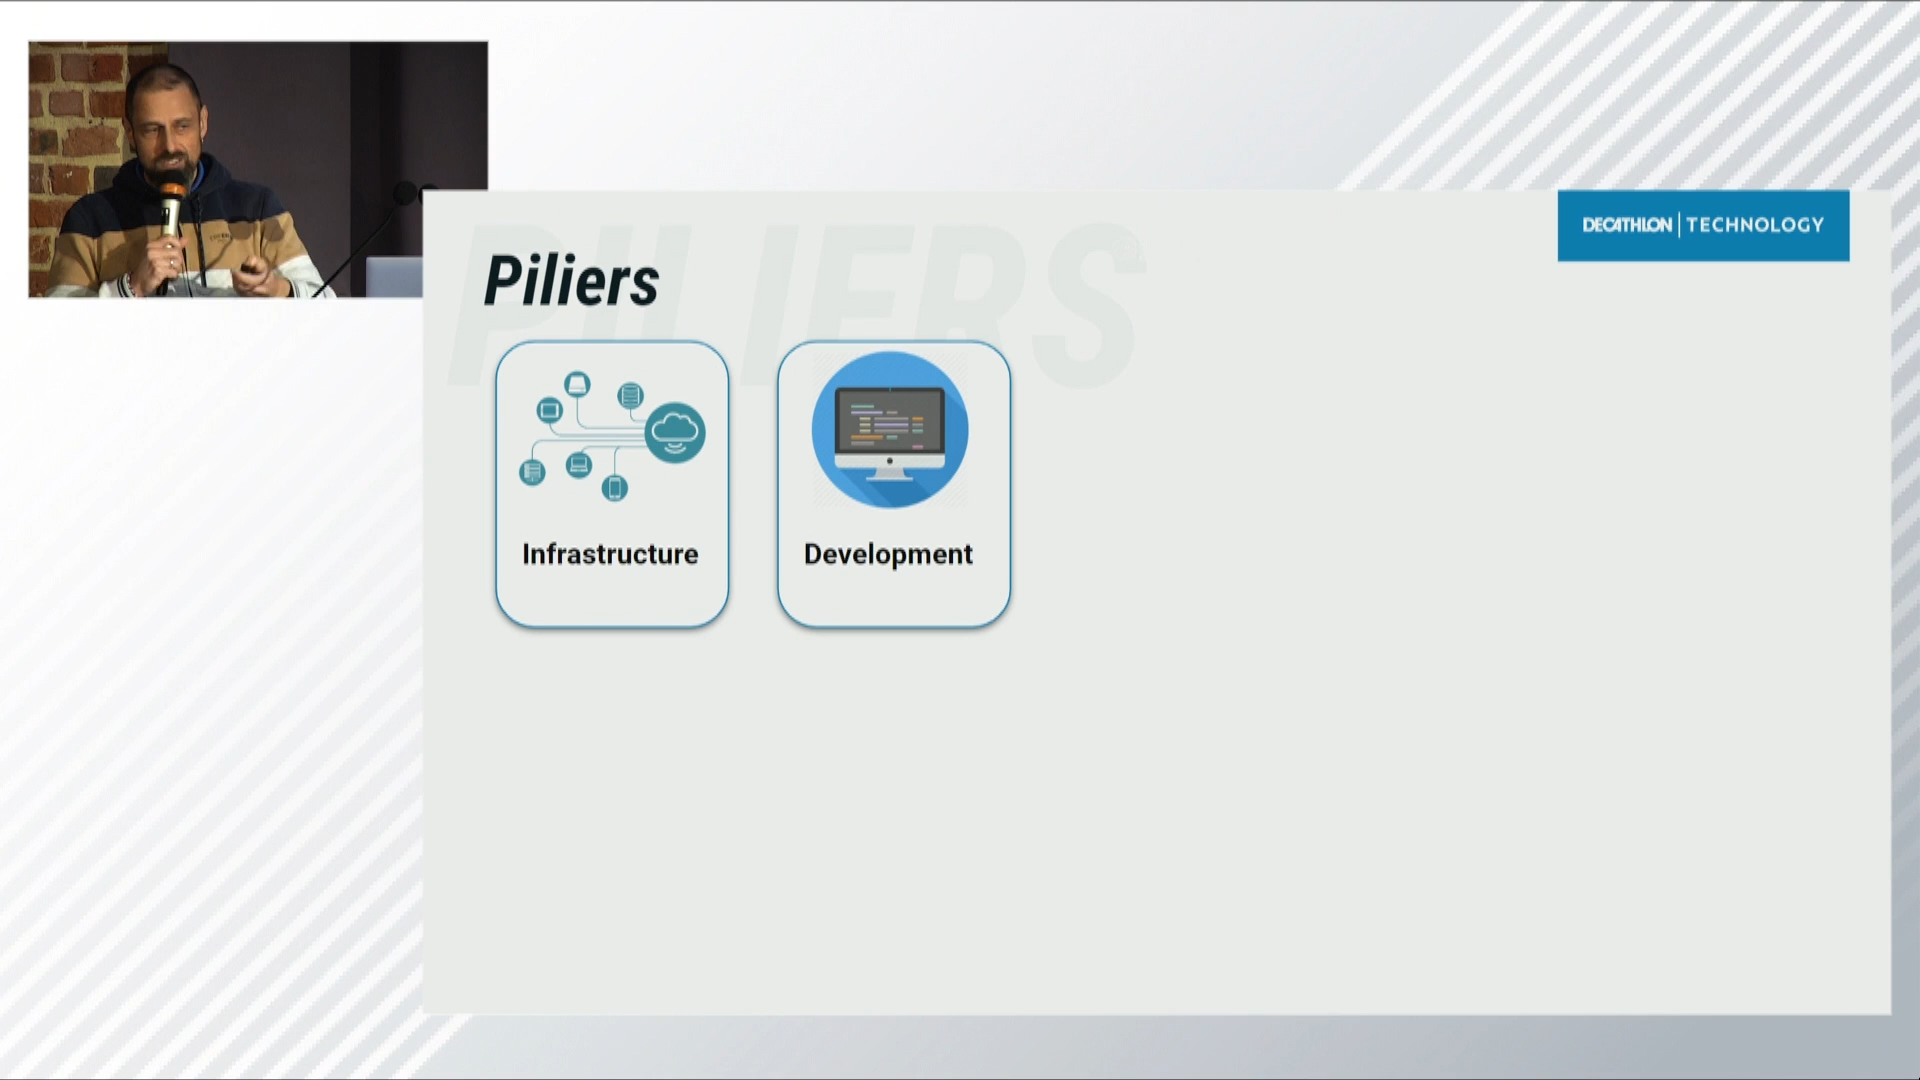 DECATHLON | TECHNOLOGY
PILIERS
Piliers
Infrastructure
Development